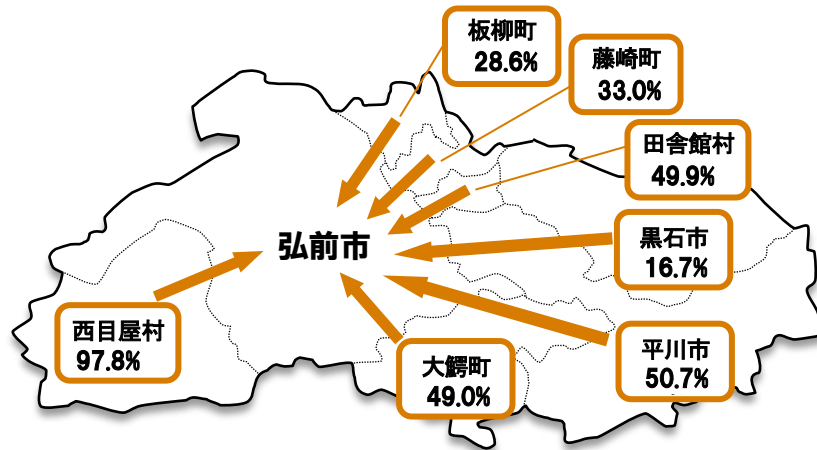 板柳町
28.6%
藤崎町
33.0%
田舎館村
49.9%
黒石市
16.7%
弘前市
西目屋村
97.8%
大鰐町
49.0%
平川市
50.7%